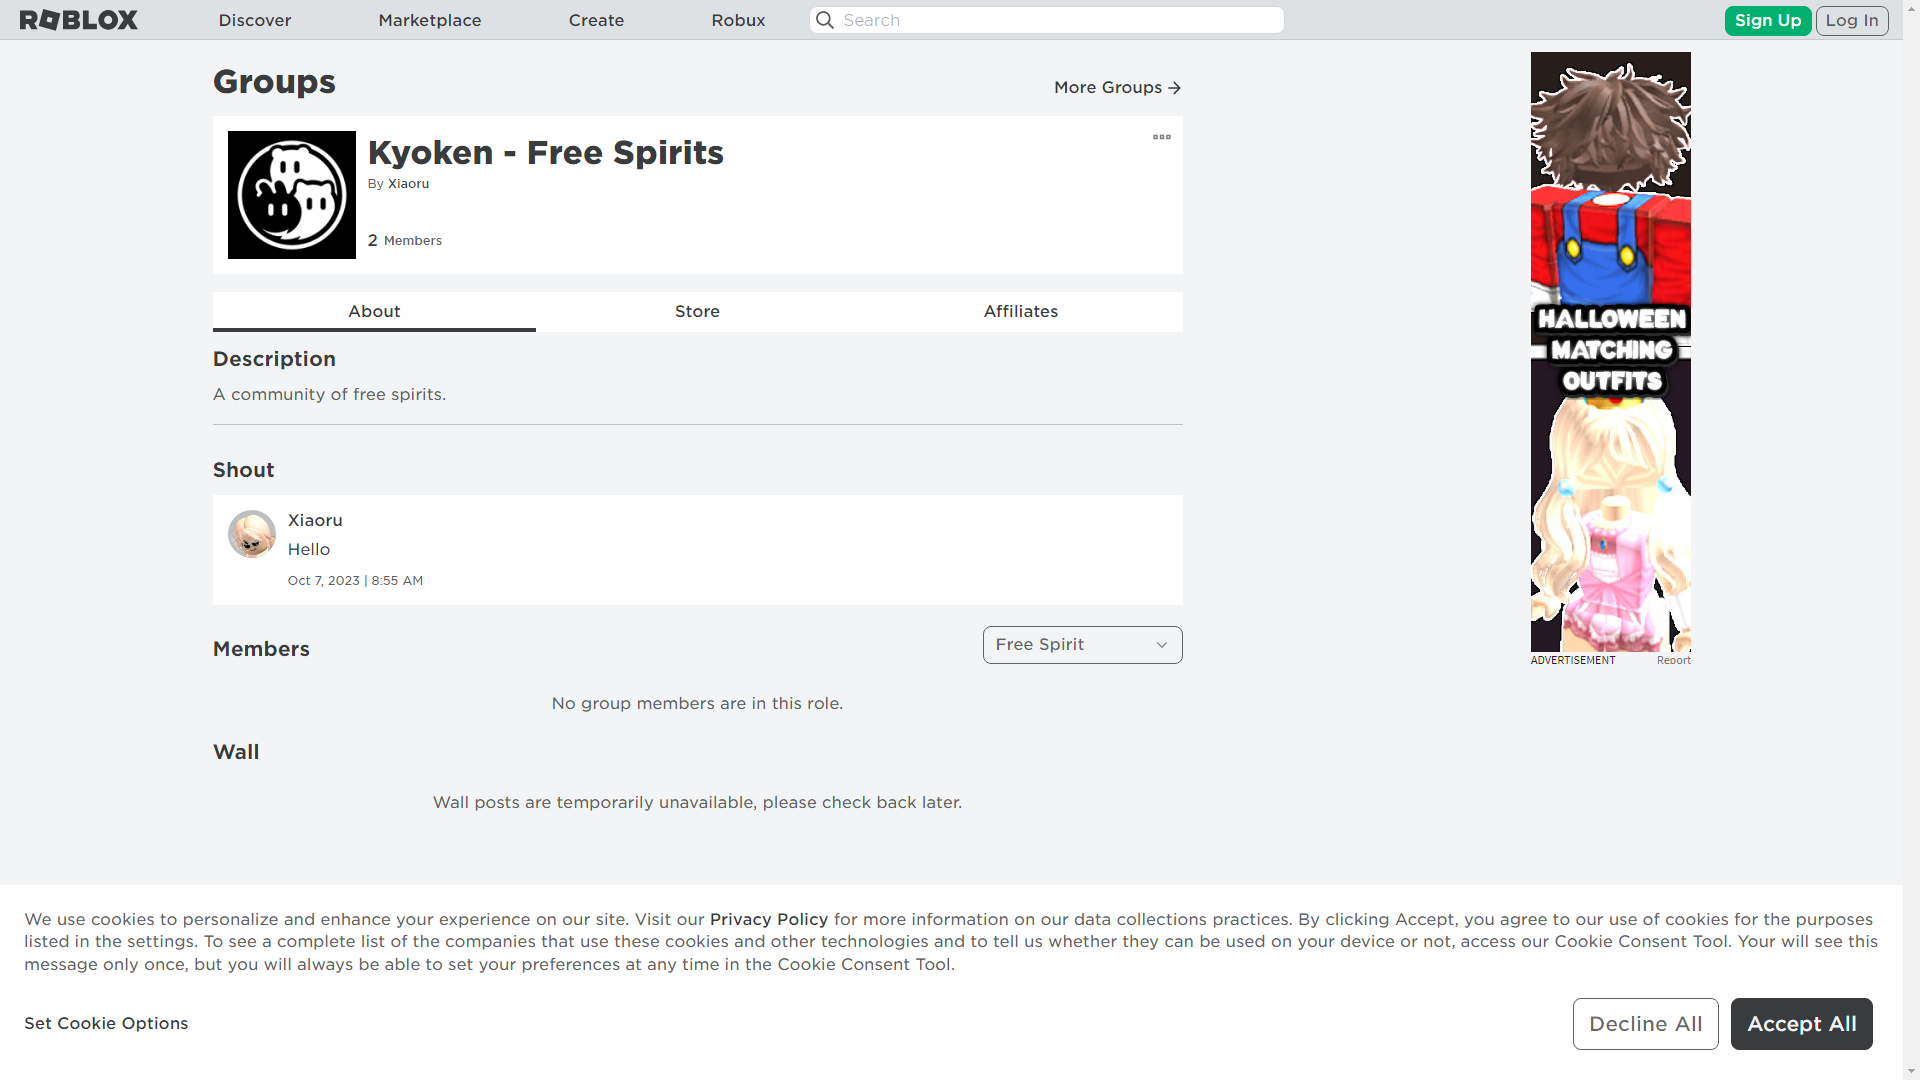 ROBLOX
Discover
Marketplace
Create
Robux
Search
Sign Up
Log In
Groups
More Groups
Kyoken - Free Spirits
By Xiaoru
2 Members
About
Store
Affiliates
Description
A community of free spirits.
Shout
Xiaoru
Hello
Oct 7, 2023 | 8:55 AM
Members
Free Spirit
No group members are in this role.
Wall
Wall posts are temporarily unavailable, please check back later.
HALLOWEEN
MATCHING
OUTFITS
ADVERTISEMENT
Report
We use cookies to personalize and enhance your experience on our site. Visit our Privacy Policy for more information on our data collections practices. By clicking Accept, you agree to our use of cookies for the purposes
listed in the settings. To see a complete list of the companies that use these cookies and other technologies and to tell us whether they can be used on your device or not, access our Cookie Consent Tool. Your will see this
message only once, but you will always be able to set your preferences at any time in the Cookie Consent Tool.
Set Cookie Options
Decline All
Accept All